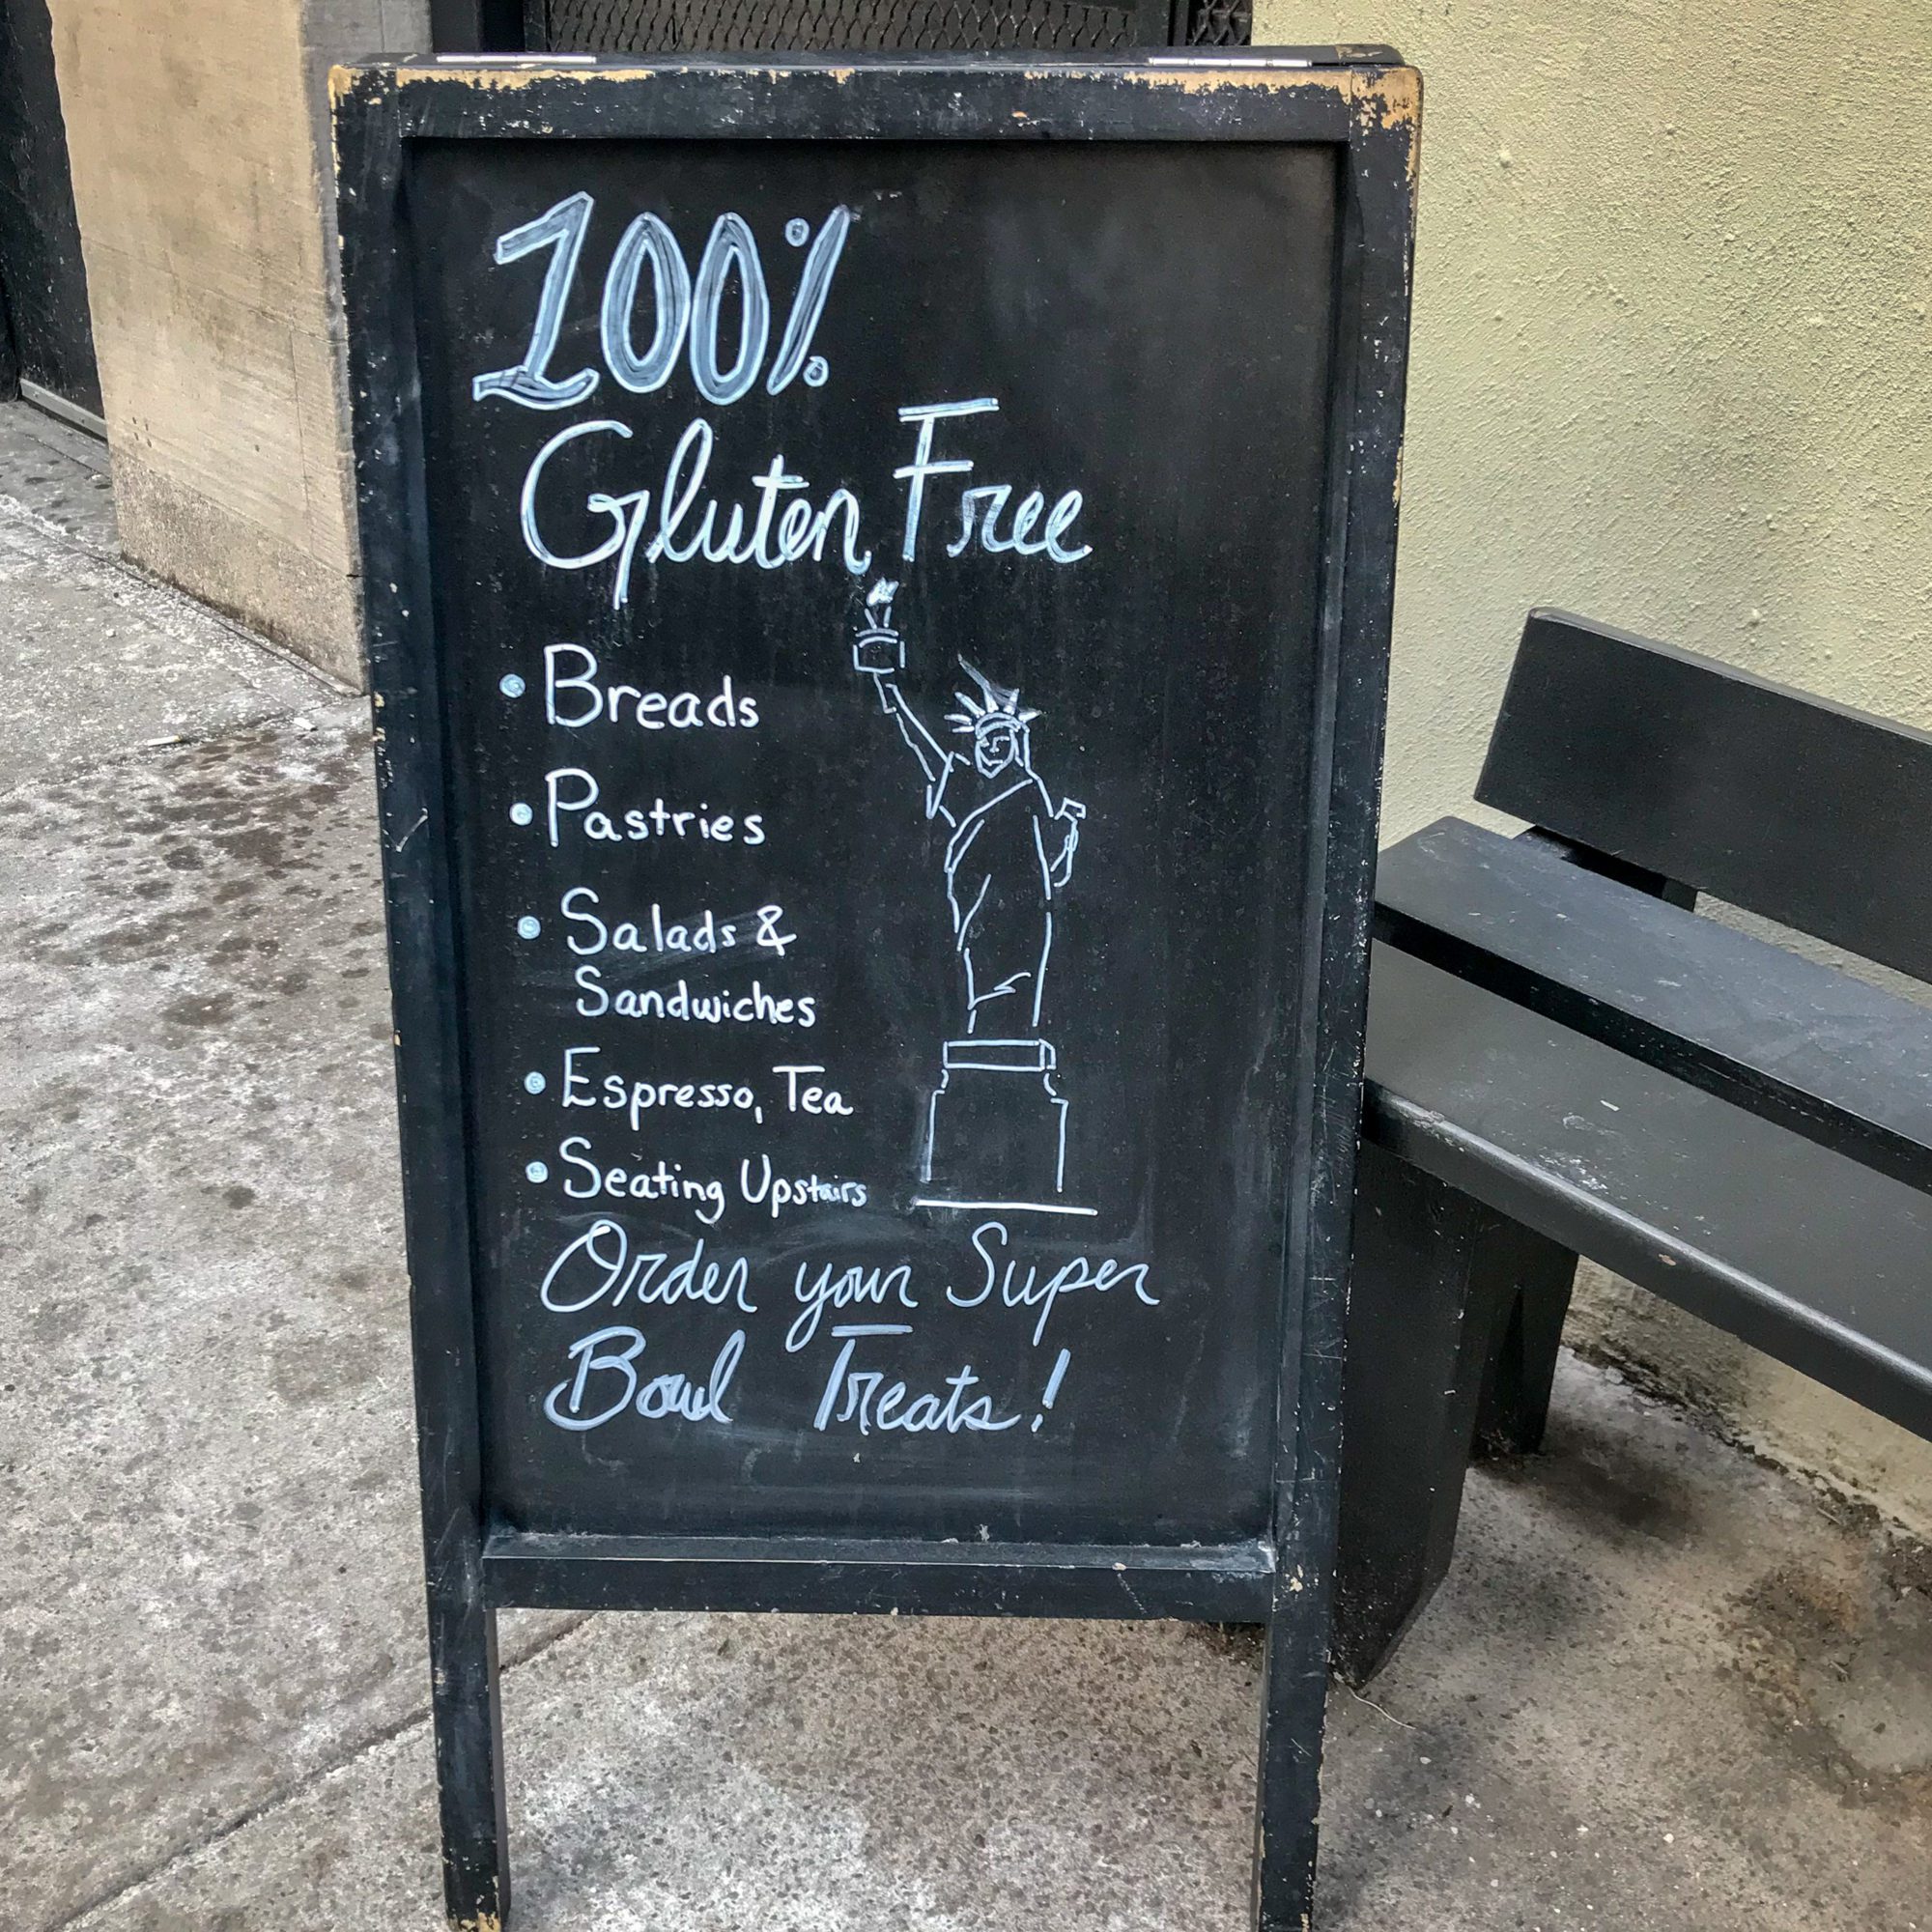 100%
Gluten Free
• Breads
• Pastries
• Salads &
Sandwiches
• Espresso, Tea
• Seating Upstairs
Order your Super
Bowl Treats!